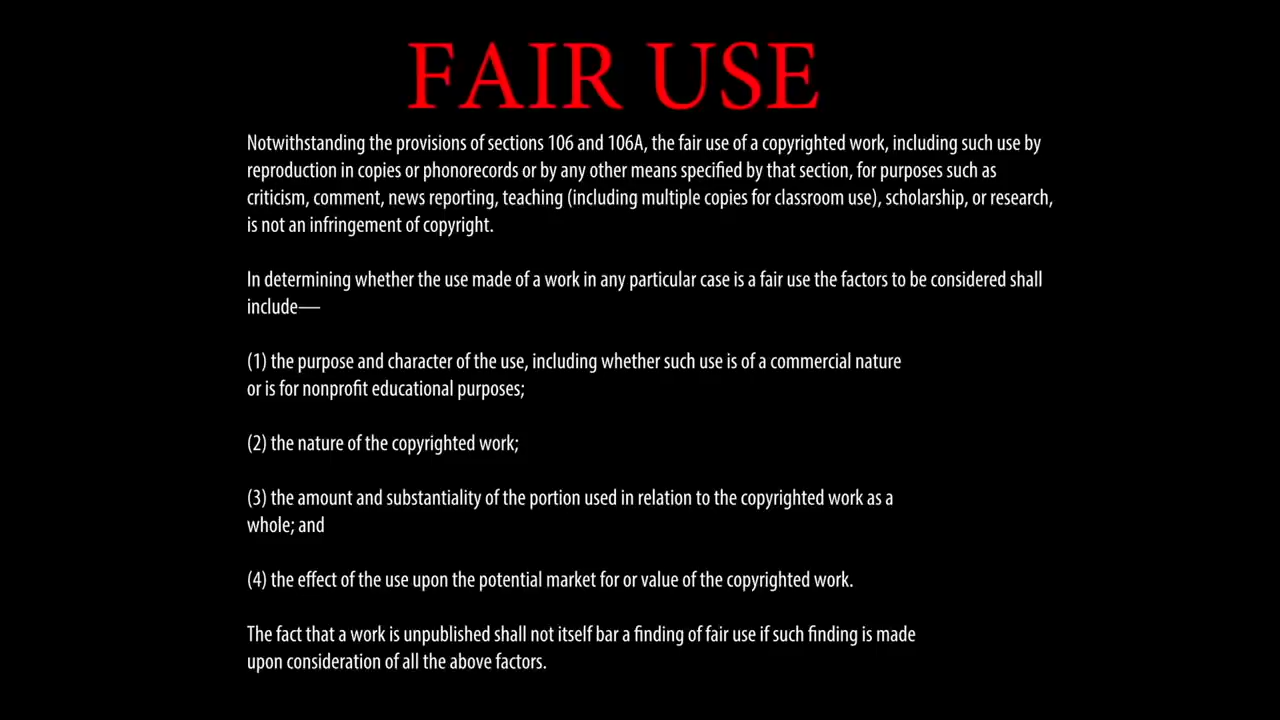 FAIR USE
Notwithstanding the provisions of sections 106 and 106A, the fair use of a copyrighted work, including such use by
reproduction in copies or phonorecords or by any other means specified by that section, for purposes such as
criticism, comment, news reporting, teaching (including multiple copies for classroom use), scholarship, or research,
is not an infringement of copyright.
In determining whether the use made of a work in any particular case is a fair use the factors to be considered shall
include—
(1) the purpose and character of the use, including whether such use is of a commercial nature
or is for nonprofit educational purposes;
(2) the nature of the copyrighted work;
(3) the amount and substantiality of the portion used in relation to the copyrighted work as a
whole; and
(4) the effect of the use upon the potential market for or value of the copyrighted work.
The fact that a work is unpublished shall not itself bar a finding of fair use if such finding is made
upon consideration of all the above factors.